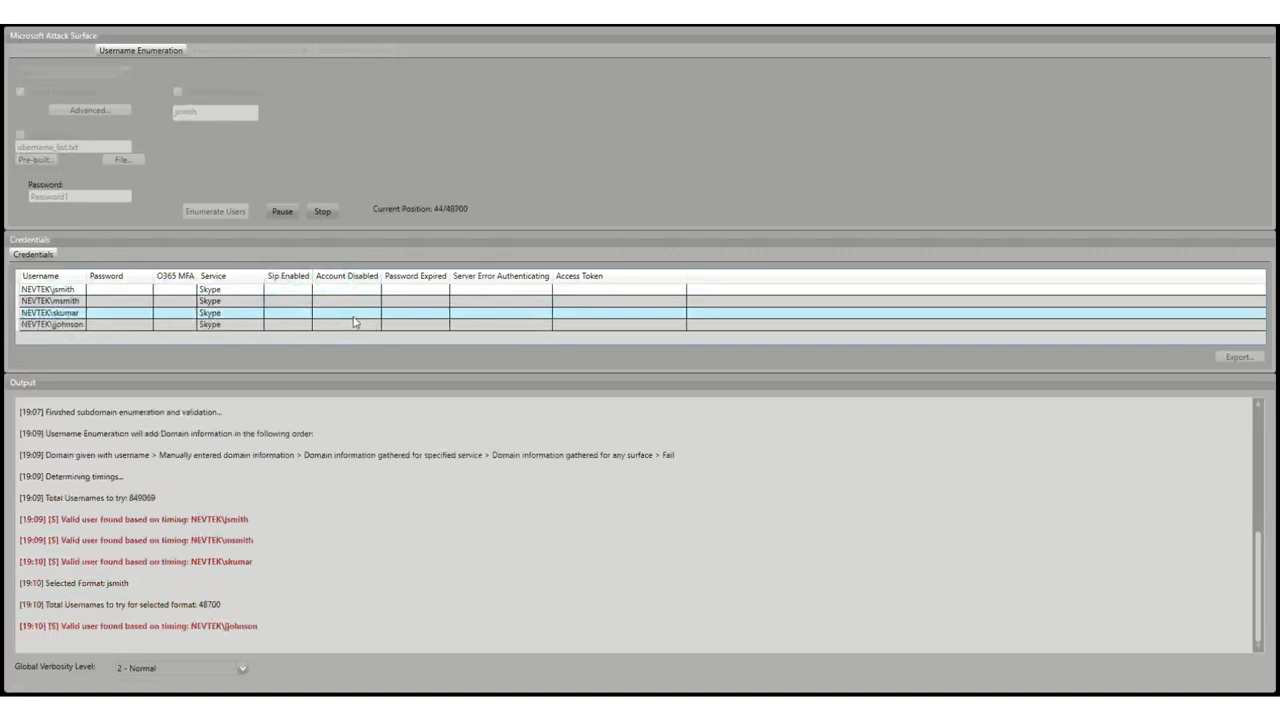 Microsoft Attack Surface
Username Enumeration
Advanced...
jsmith
username_list.txt
Pre-built... File...
Password:
Password1
Enumerate Users Pause Stop Current Position: 44/48700
Credentials
Credentials
Username Password O365 MFA Service Sip Enabled Account Disabled Password Expired Server Error Authenticating Access Token
NEVTEK\jsmith Skype
NEVTEK\msmith Skype
NEVTEK\skumar Skype
NEVTEK\jjohnson Skype
Export...
Output
[19:07] Finished subdomain enumeration and validation...
[19:09] Username Enumeration will add Domain information in the following order:
[19:09] Domain given with username > Manually entered domain information > Domain information gathered for specified service > Domain information gathered for any surface > Fail
[19:09] Determining timings...
[19:09] Total Usernames to try: 849069
[19:09] [S] Valid user found based on timing: NEVTEK\jsmith
[19:09] [S] Valid user found based on timing: NEVTEK\msmith
[19:10] [S] Valid user found based on timing: NEVTEK\skumar
[19:10] Selected Format: jsmith
[19:10] Total Usernames to try for selected format: 48700
[19:10] [S] Valid user found based on timing: NEVTEK\jjohnson
Global Verbosity Level: 2 - Normal